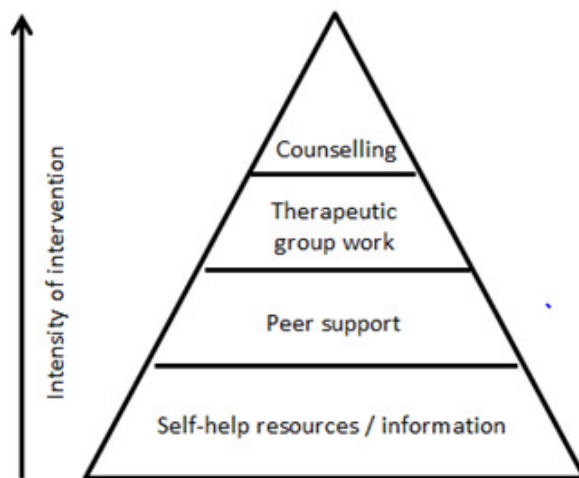 Counselling
Therapeutic
group work
Peer support
Self-help resources / information
Intensity of intervention